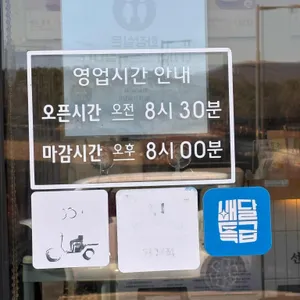 영업시간 안내
오픈시간 오전 8시 30분
마감시간 오후 8시 00분
배달
특급